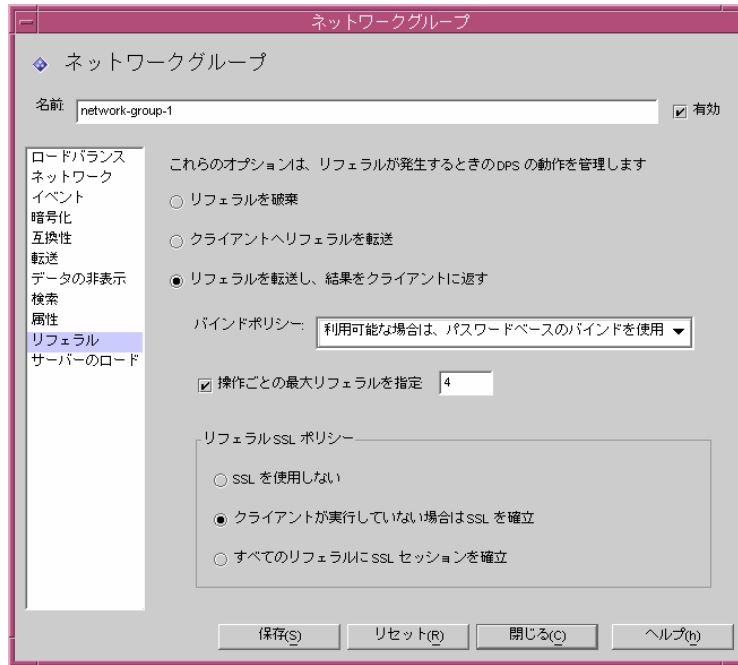 ネットワークグループ
ネットワークグループ
名前: network-group-1 有効
ロードバランス
ネットワーク
イベント
暗号化
互換性
転送
データの非表示
検索
属性
リフェラル
サーバーのロード
これらのオプションは、リフェラルが発生するときのDPS の動作を管理します
リフェラルを破棄
クライアントへリフェラルを転送
リフェラルを転送し、結果をクライアントに返す
バインドポリシー: 利用可能な場合は、パスワードベースのバインドを使用
操作ごとの最大リフェラルを指定 4
リフェラル SSL ポリシー
SSL を使用しない
クライアントが実行していない場合は SSL を確立
すべてのリフェラルに SSL セッションを確立
保存(S) リセット(R) 閉じる(C) ヘルプ(h)